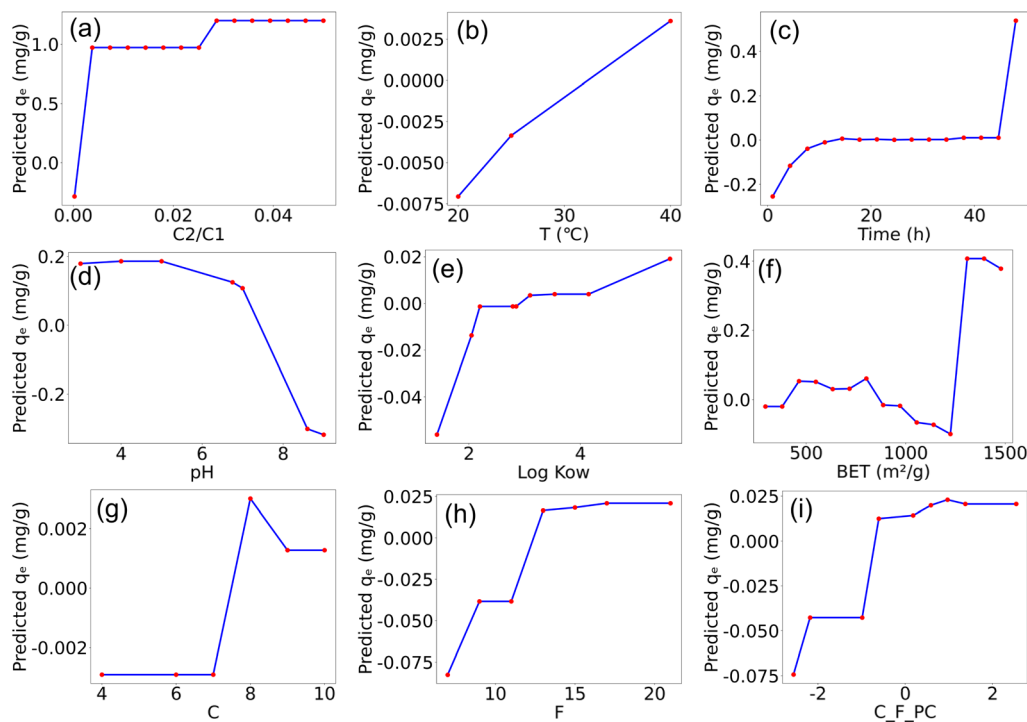 (a)
Predicted qₑ (mg/g)
1.0
0.5
0.0
0.00 0.02 0.04
C2/C1
(b)
Predicted qₑ (mg/g)
0.0025
0.0000
-0.0025
-0.0050
-0.0075
20 30 40
T (℃)
(c)
Predicted qₑ (mg/g)
0.4
0.2
0.0
-0.2
0 20 40
Time (h)
(d)
Predicted qₑ (mg/g)
0.2
0.0
-0.2
4 6 8
pH
(e)
Predicted qₑ (mg/g)
0.02
0.00
-0.02
-0.04
2 4
Log Kow
(f)
Predicted qₑ (mg/g)
0.4
0.2
0.0
500 1000 1500
BET (m²/g)
(g)
Predicted qₑ (mg/g)
0.002
0.000
-0.002
4 6 8 10
C
(h)
Predicted qₑ (mg/g)
0.025
0.000
-0.025
-0.050
-0.075
10 15 20
F
(i)
Predicted qₑ (mg/g)
0.025
0.000
-0.025
-0.050
-0.075
-2 0 2
C_F_PC